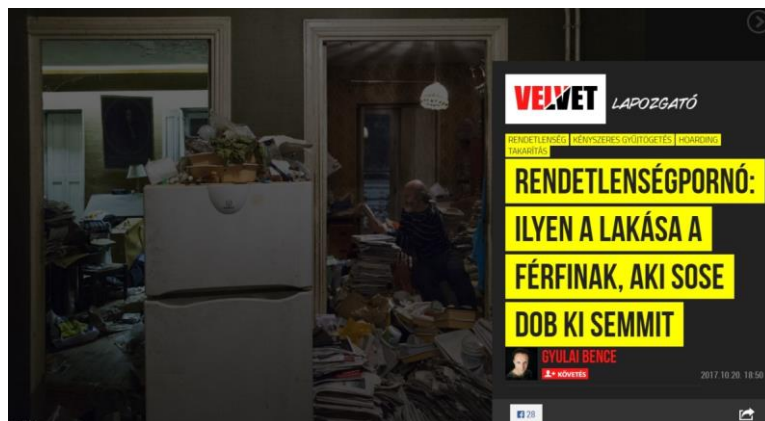 VELVET LAPOZGATÓ
RENDETLENSÉG KÉNYSZERES GYŰJTÖGETÉS HOARDING
TAKARÍTÁS
RENDETLENSÉGPORNÓ:
ILYEN A LAKÁSA A
FÉRFINAK, AKI SOSE
DOB KI SEMMIT
GYULAI BENCE
KÖVETÉS
2017.10.20. 18:50
28